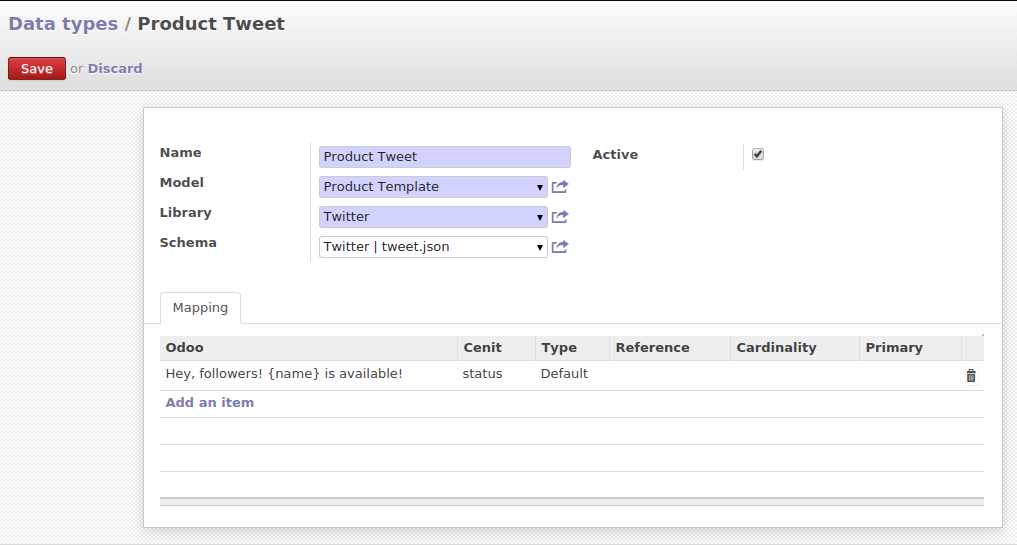 Data types / Product Tweet
Save or Discard
Name Product Tweet Active
Model Product Template
Library Twitter
Schema Twitter | tweet.json
Mapping
Odoo Cenit Type Reference Cardinality Primary
Hey, followers! {name} is available! status Default
Add an item